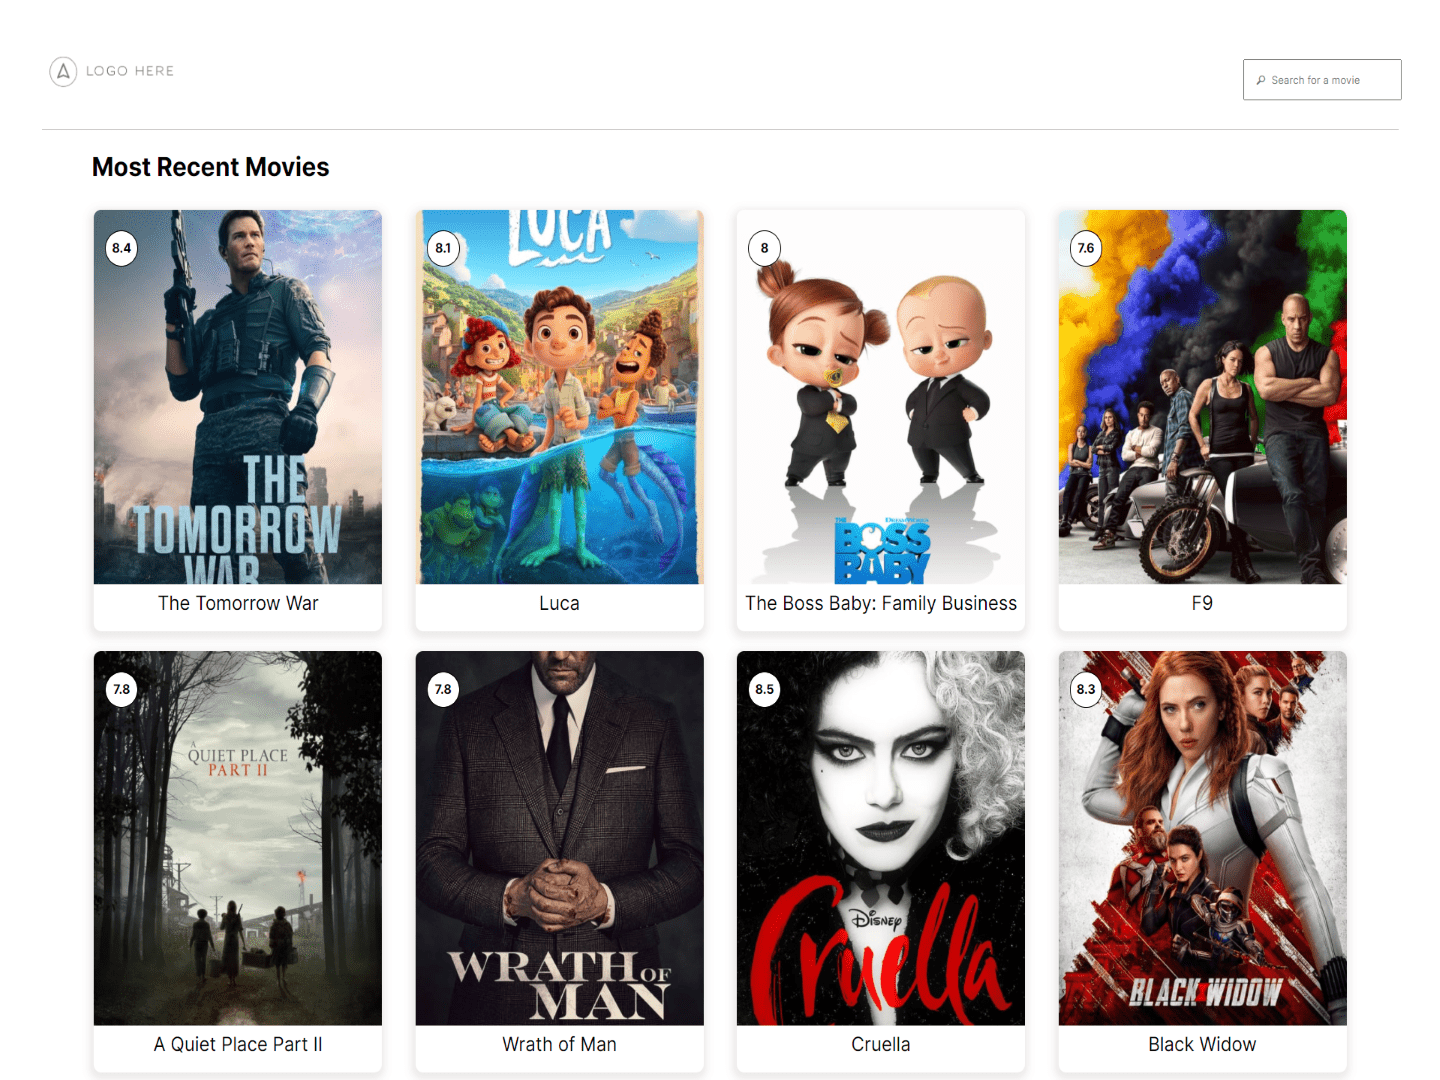 LOGO HERE
Search for a movie
Most Recent Movies
8.4
THE
TOMORROW
WAR
The Tomorrow War
8.1
LUCA
Luca
8
THE
DREAMWORKS
BOSS
BABY
The Boss Baby: Family Business
7.6
F9
7.8
A
QUIET PLACE
PART II
A Quiet Place Part II
7.8
WRATH OF
MAN
Wrath of Man
8.5
DISNEY
Cruella
Cruella
8.3
BLACK WIDOW
Black Widow